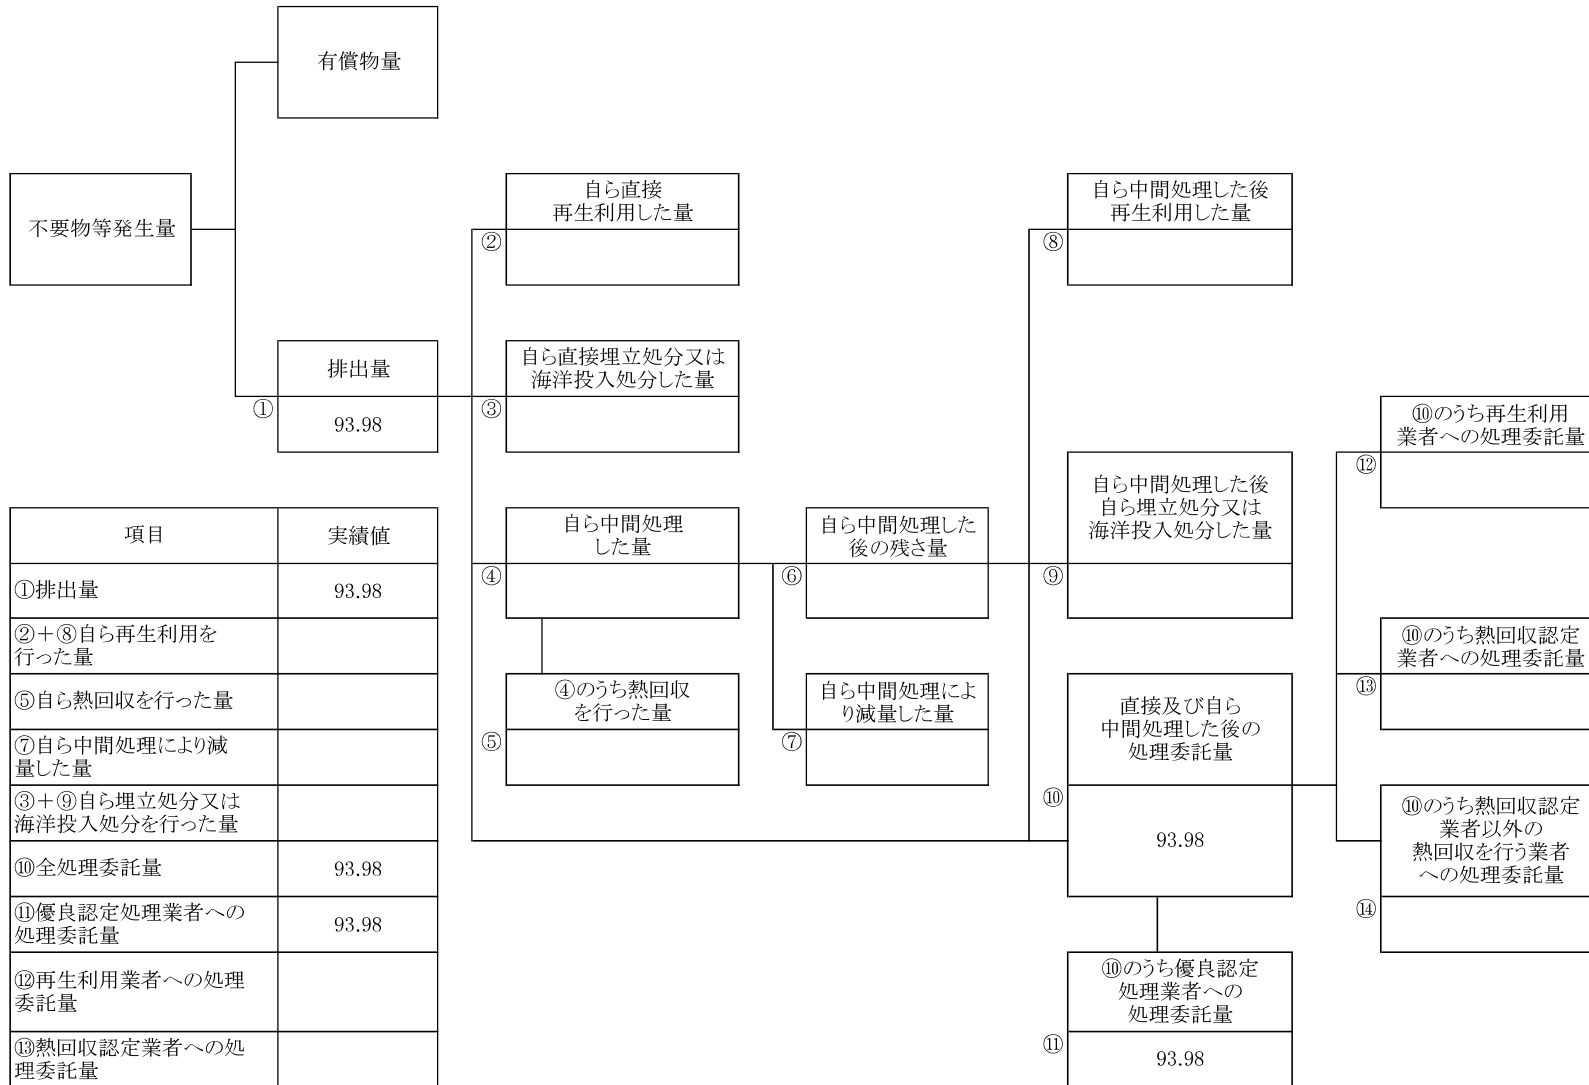 有償物量
不要物等発生量
自ら直接
再生利用した量
②
自ら中間処理した後
再生利用した量
⑧
排出量
①
93.98
自ら直接埋立処分又は
海洋投入処分した量
③
⑩のうち再生利用
業者への処理委託量
⑫
自ら中間処理
した量
④
自ら中間処理した
後の残さ量
⑥
自ら中間処理した後
自ら埋立処分又は
海洋投入処分した量
⑨
④のうち熱回収
を行った量
⑤
自ら中間処理によ
り減量した量
⑦
直接及び自ら
中間処理した後の
処理委託量
⑩
93.98
⑩のうち熱回収認定
業者への処理委託量
⑬
⑩のうち熱回収認定
業者以外の
熱回収を行う業者
への処理委託量
⑭
⑩のうち優良認定
処理業者への
処理委託量
⑪
93.98
項目 実績値
①排出量 93.98
②+⑧自ら再生利用を
行った量
⑤自ら熱回収を行った量
⑦自ら中間処理により減
量した量
③+⑨自ら埋立処分又は
海洋投入処分を行った量
⑩全処理委託量 93.98
⑪優良認定処理業者への
処理委託量 93.98
⑫再生利用業者への処理
委託量
⑬熱回収認定業者への処
理委託量